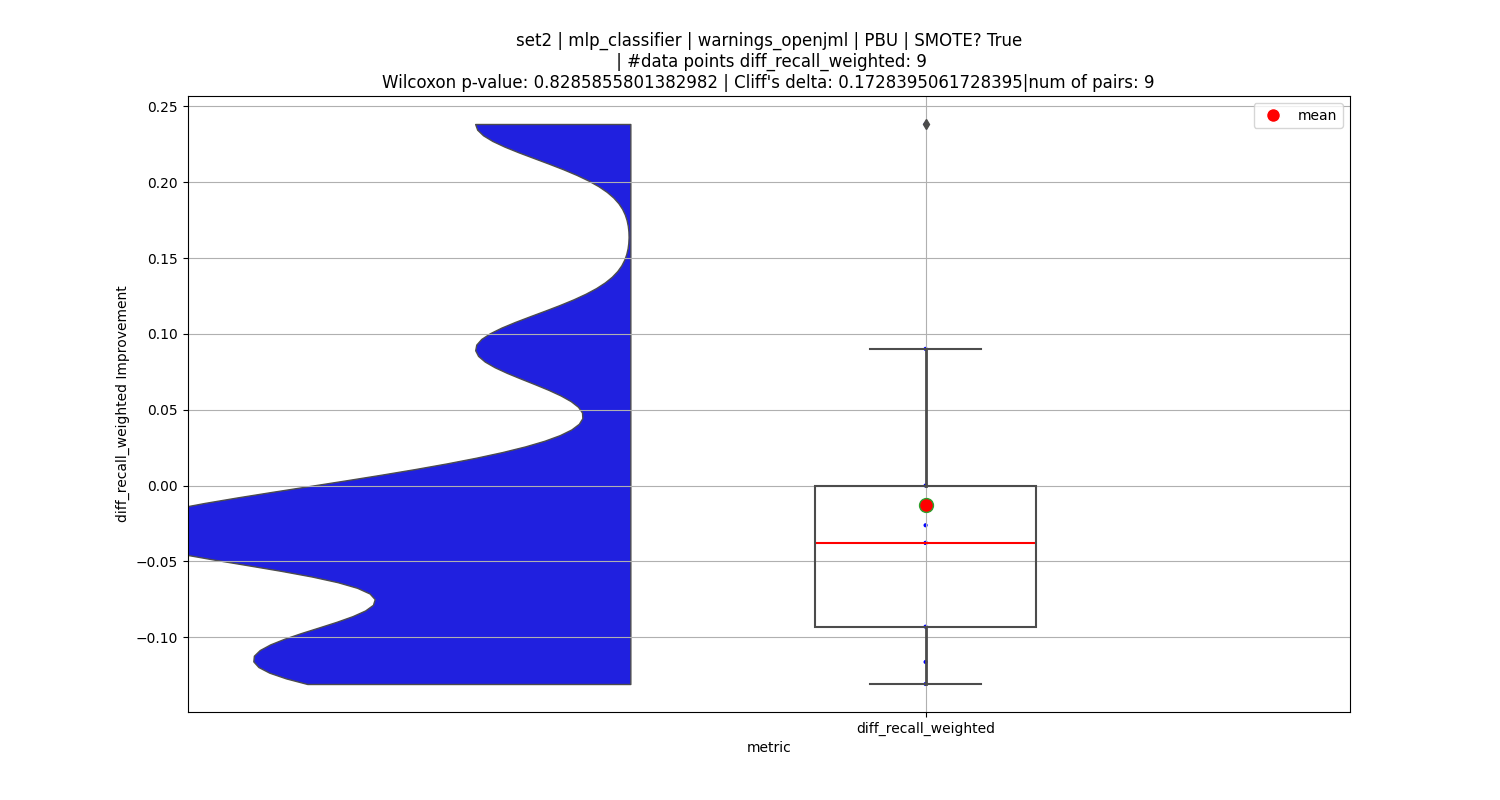 set2 | mlp_classifier | warnings_openjml | PBU | SMOTE? True
| #data points diff_recall_weighted: 9
Wilcoxon p-value: 0.8285855801382982 | Cliff's delta: 0.1728395061728395|num of pairs: 9
mean
0.25
0.20
0.15
0.10
0.05
0.00
−0.05
−0.10
diff_recall_weighted Improvement
diff_recall_weighted
metric